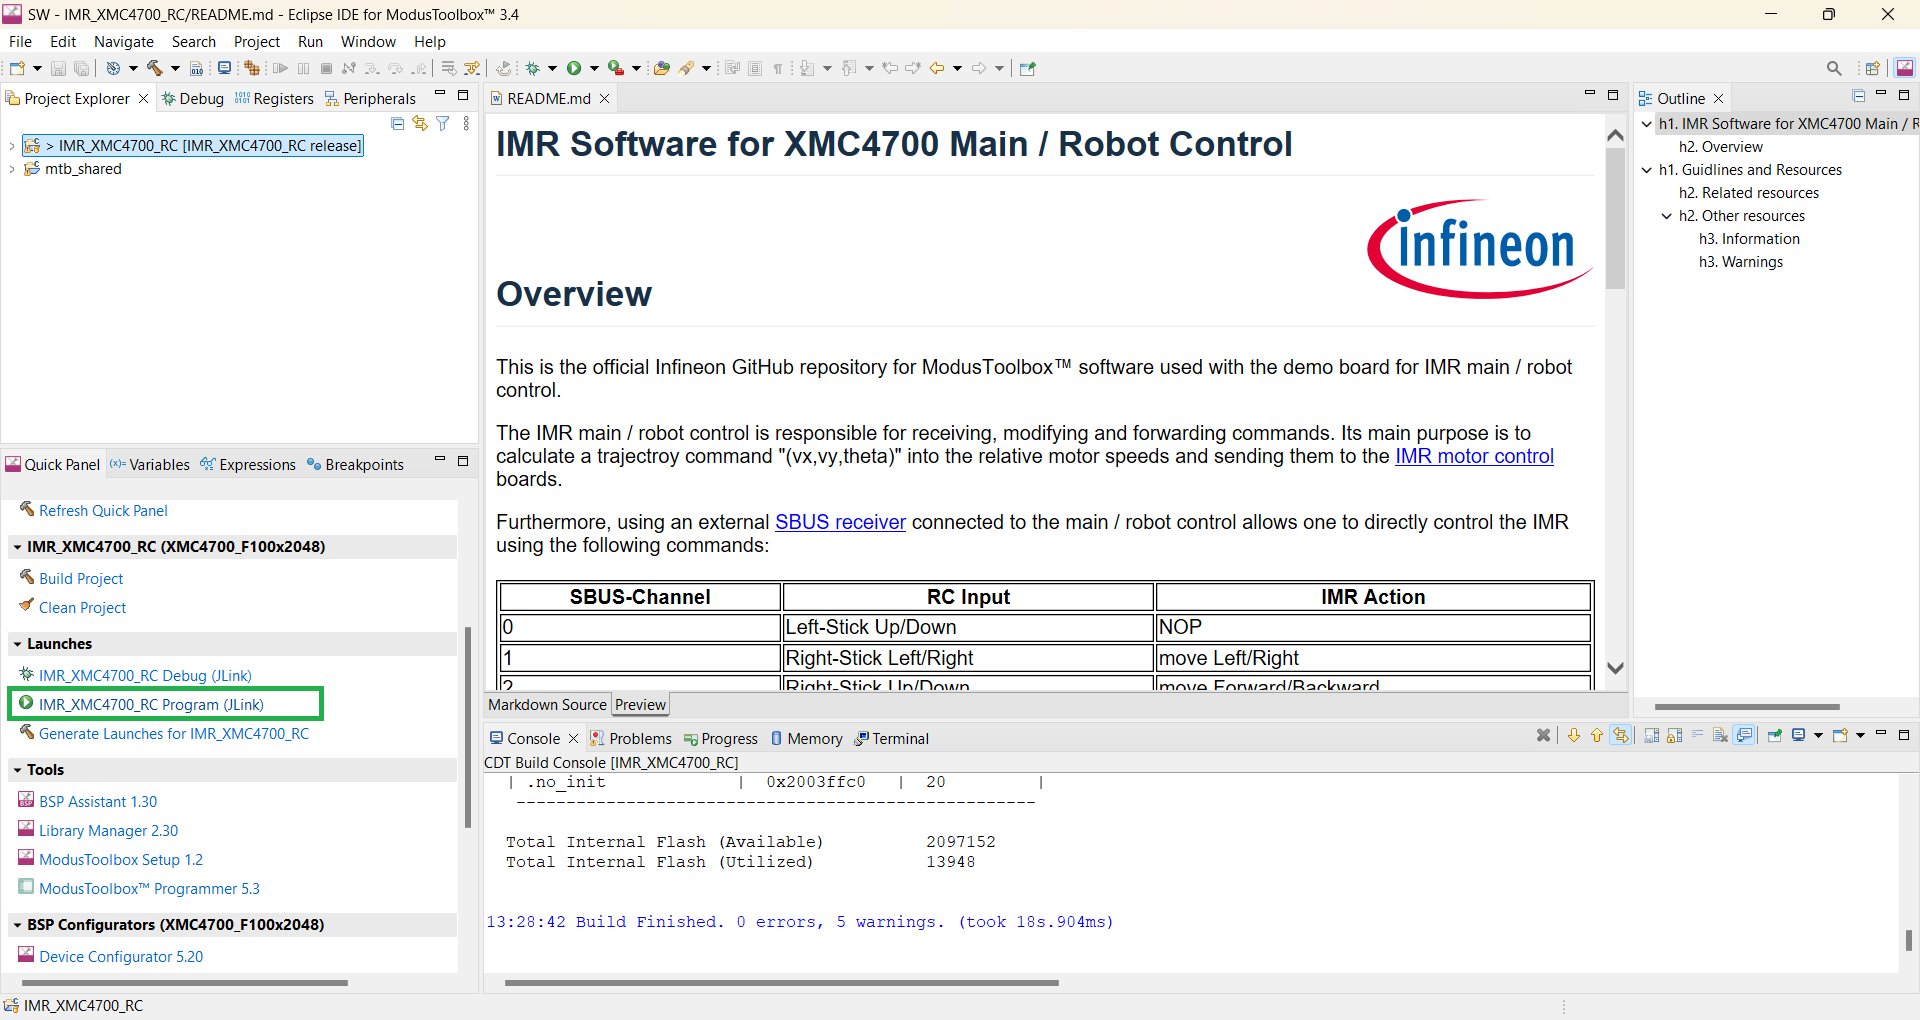 SW - IMR_XMC4700_RC/README.md - Eclipse IDE for ModusToolbox™ 3.4
File Edit Navigate Search Project Run Window Help
Project Explorer Debug Registers Peripherals
> IMR_XMC4700_RC [IMR_XMC4700_RC release]
mtb_shared
Quick Panel (x)= Variables Expressions Breakpoints
Refresh Quick Panel
IMR_XMC4700_RC (XMC4700_F100x2048)
Build Project
Clean Project
Launches
IMR_XMC4700_RC Debug (JLink)
IMR_XMC4700_RC Program (JLink)
Generate Launches for IMR_XMC4700_RC
Tools
BSP Assistant 1.30
Library Manager 2.30
ModusToolbox Setup 1.2
ModusToolbox™ Programmer 5.3
BSP Configurators (XMC4700_F100x2048)
Device Configurator 5.20
README.md
IMR Software for XMC4700 Main / Robot Control
infineon
Overview
This is the official Infineon GitHub repository for ModusToolbox™ software used with the demo board for IMR main / robot
control.
The IMR main / robot control is responsible for receiving, modifying and forwarding commands. Its main purpose is to
calculate a trajectroy command "(vx,vy,theta)" into the relative motor speeds and sending them to the IMR motor control
boards.
Furthermore, using an external SBUS receiver connected to the main / robot control allows one to directly control the IMR
using the following commands:
SBUS-Channel RC Input IMR Action
0 Left-Stick Up/Down NOP
1 Right-Stick Left/Right move Left/Right
2 Right-Stick Up/Down move Forward/Backward
Markdown Source Preview
Outline
h1. IMR Software for XMC4700 Main / R
h2. Overview
h1. Guidlines and Resources
h2. Related resources
h2. Other resources
h3. Information
h3. Warnings
Console Problems Progress Memory Terminal
CDT Build Console [IMR_XMC4700_RC]
| .no_init | 0x2003ffc0 | 20 |
----------------------------------------------------
Total Internal Flash (Available) 2097152
Total Internal Flash (Utilized) 13948
13:28:42 Build Finished. 0 errors, 5 warnings. (took 18s.904ms)
IMR_XMC4700_RC